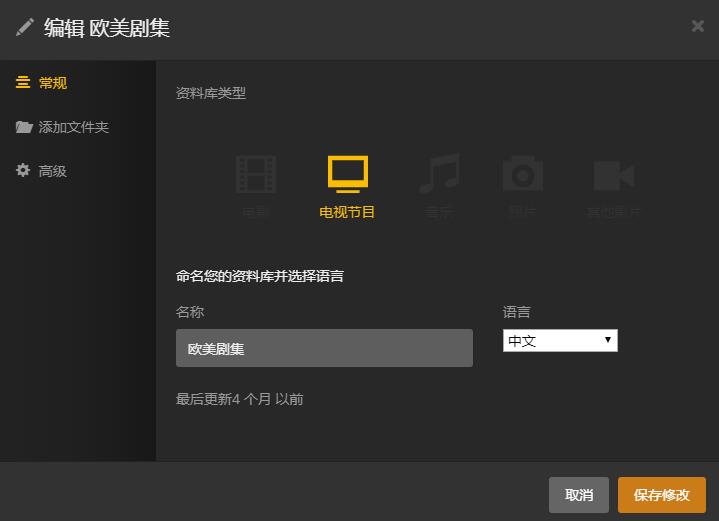 编辑 欧美剧集
常规
添加文件夹
高级
资料库类型
电影
电视节目
音乐
照片
其他影片
命名您的资料库并选择语言
名称
语言
欧美剧集
中文
最后更新4 个月 以前
取消
保存修改